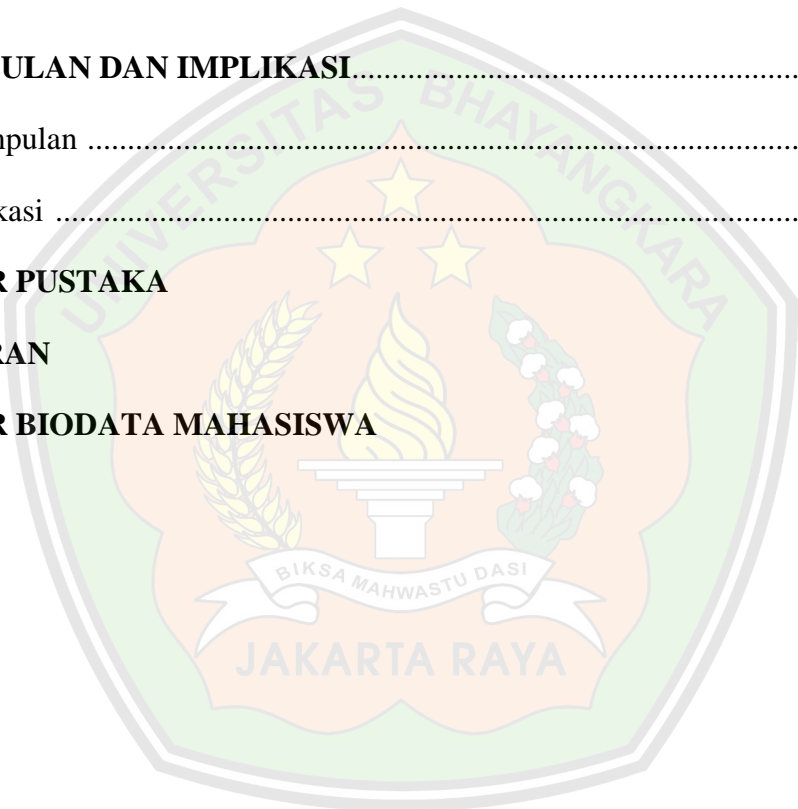 ULAN DAN IMPLIKASI........................................................
npulan ........................................................................................
kasi ............................................................................................
R PUSTAKA
RAN
R BIODATA MAHASISWA
UNIVERSITAS BHAYANGKARA
BIKSA MAHWASTU DASI
JAKARTA RAYA